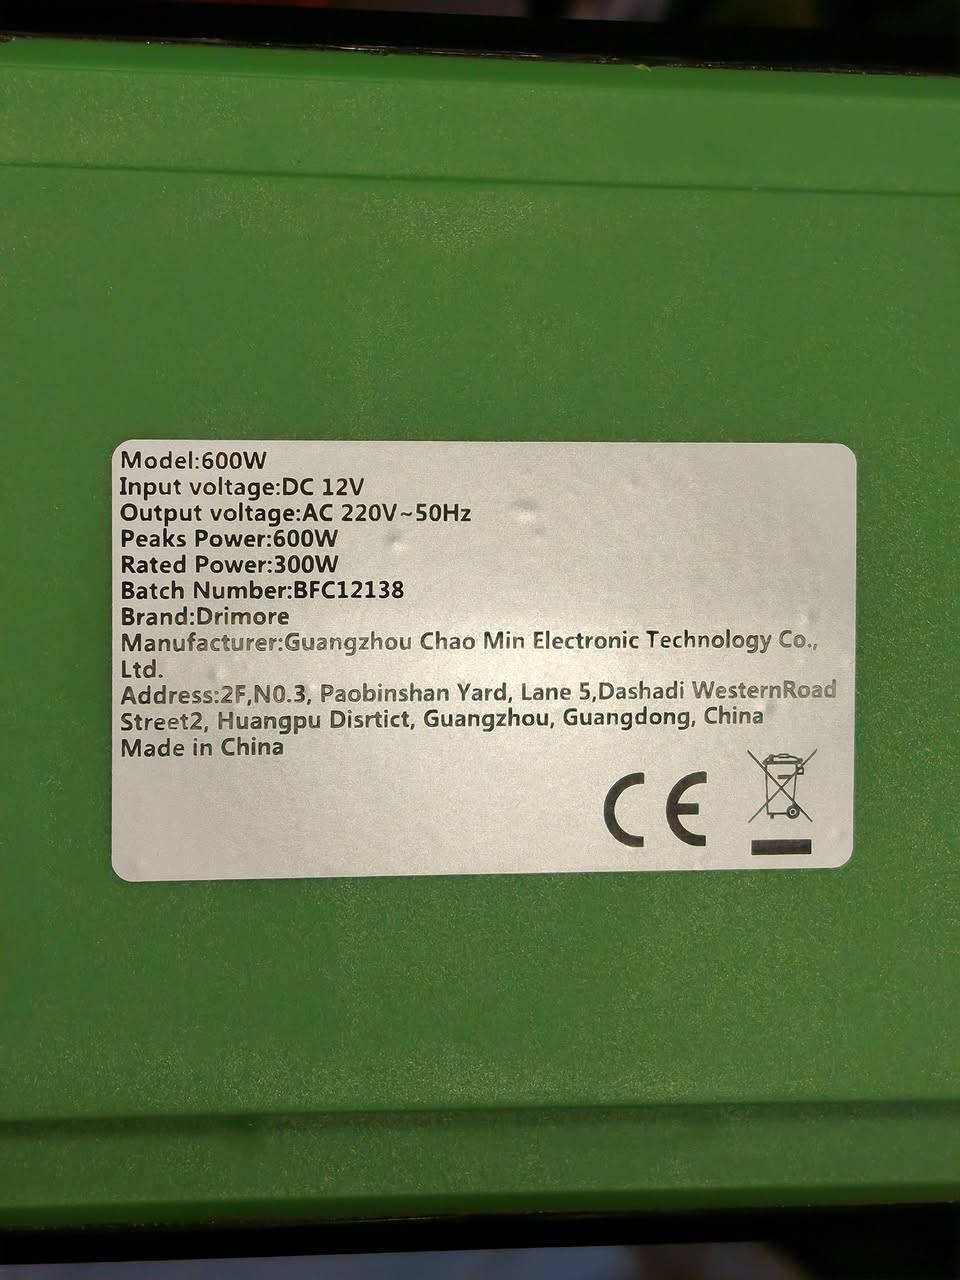 Model:600W
Input voltage:DC 12V
Output voltage:AC 220V~50Hz
Peaks Power:600W
Rated Power:300W
Batch Number:BFC12138
Brand:Drimore
Manufacturer:Guangzhou Chao Min Electronic Technology Co.,
Ltd.
Address:2F,N0.3, Paobinshan Yard, Lane 5,Dashadi WesternRoad
Street2, Huangpu Disrtict, Guangzhou, Guangdong, China
Made in China
CE